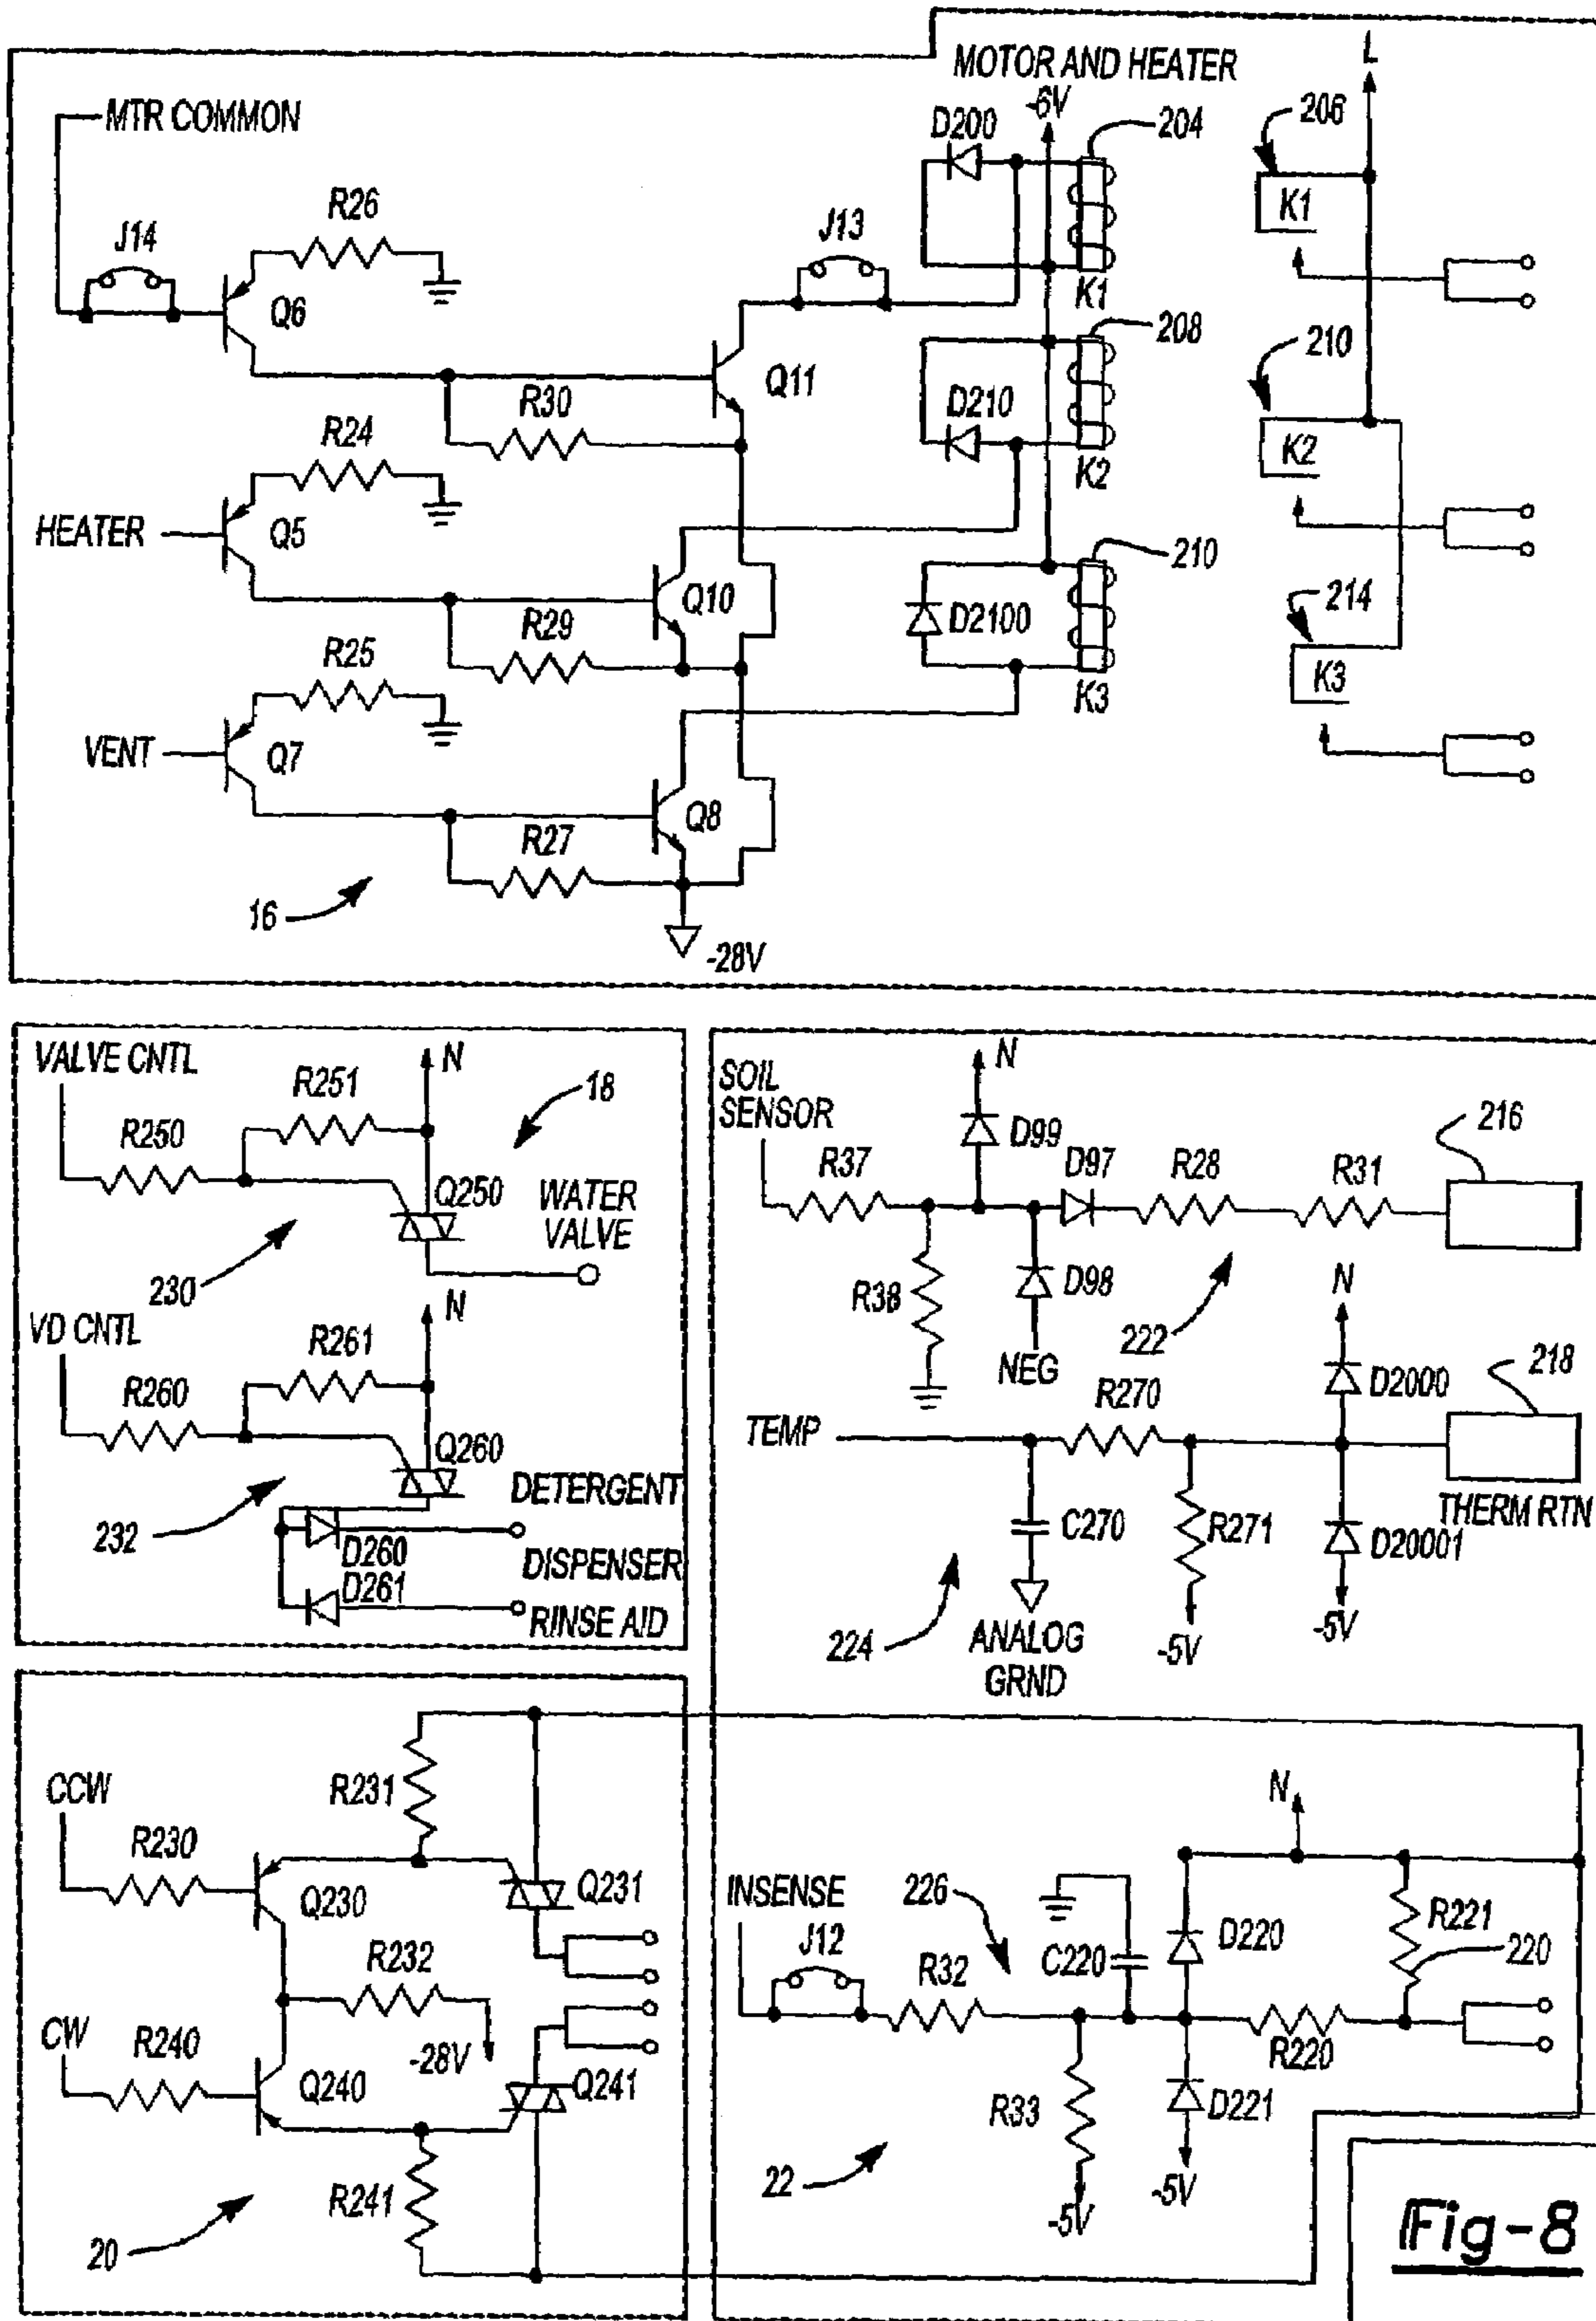 MOTOR AND HEATER
L
MTR COMMON
-6V
D200
204
206
K1
J14
R26
J13
Q6
K1
208
210
Q11
R30
D210
K2
R24
K2
HEATER
Q5
210
214
Q10
D2100
R29
K3
R25
K3
VENT
Q7
Q8
R27
16
-28V
VALVE CNTL
R251
N
18
R250
Q250
WATER
VALVE
230
VD CNTL
R261
N
R260
Q260
DETERGENT
232
D260
DISPENSER
D261
RINSE AID
SOIL
SENSOR
N
D99
216
R37
D97
R28
R31
R38
D98
222
N
NEG
218
D2000
R270
TEMP
THERM RTN
C270
R271
D20001
224
ANALOG
GRND
-5V
-5V
CCW
R231
R230
Q230
Q231
R232
CW
R240
-28V
Q240
Q241
R241
20
N
INSENSE
226
J12
R32
C220
D220
R221
220
R220
R33
D221
22
-5V
-5V
Fig-8